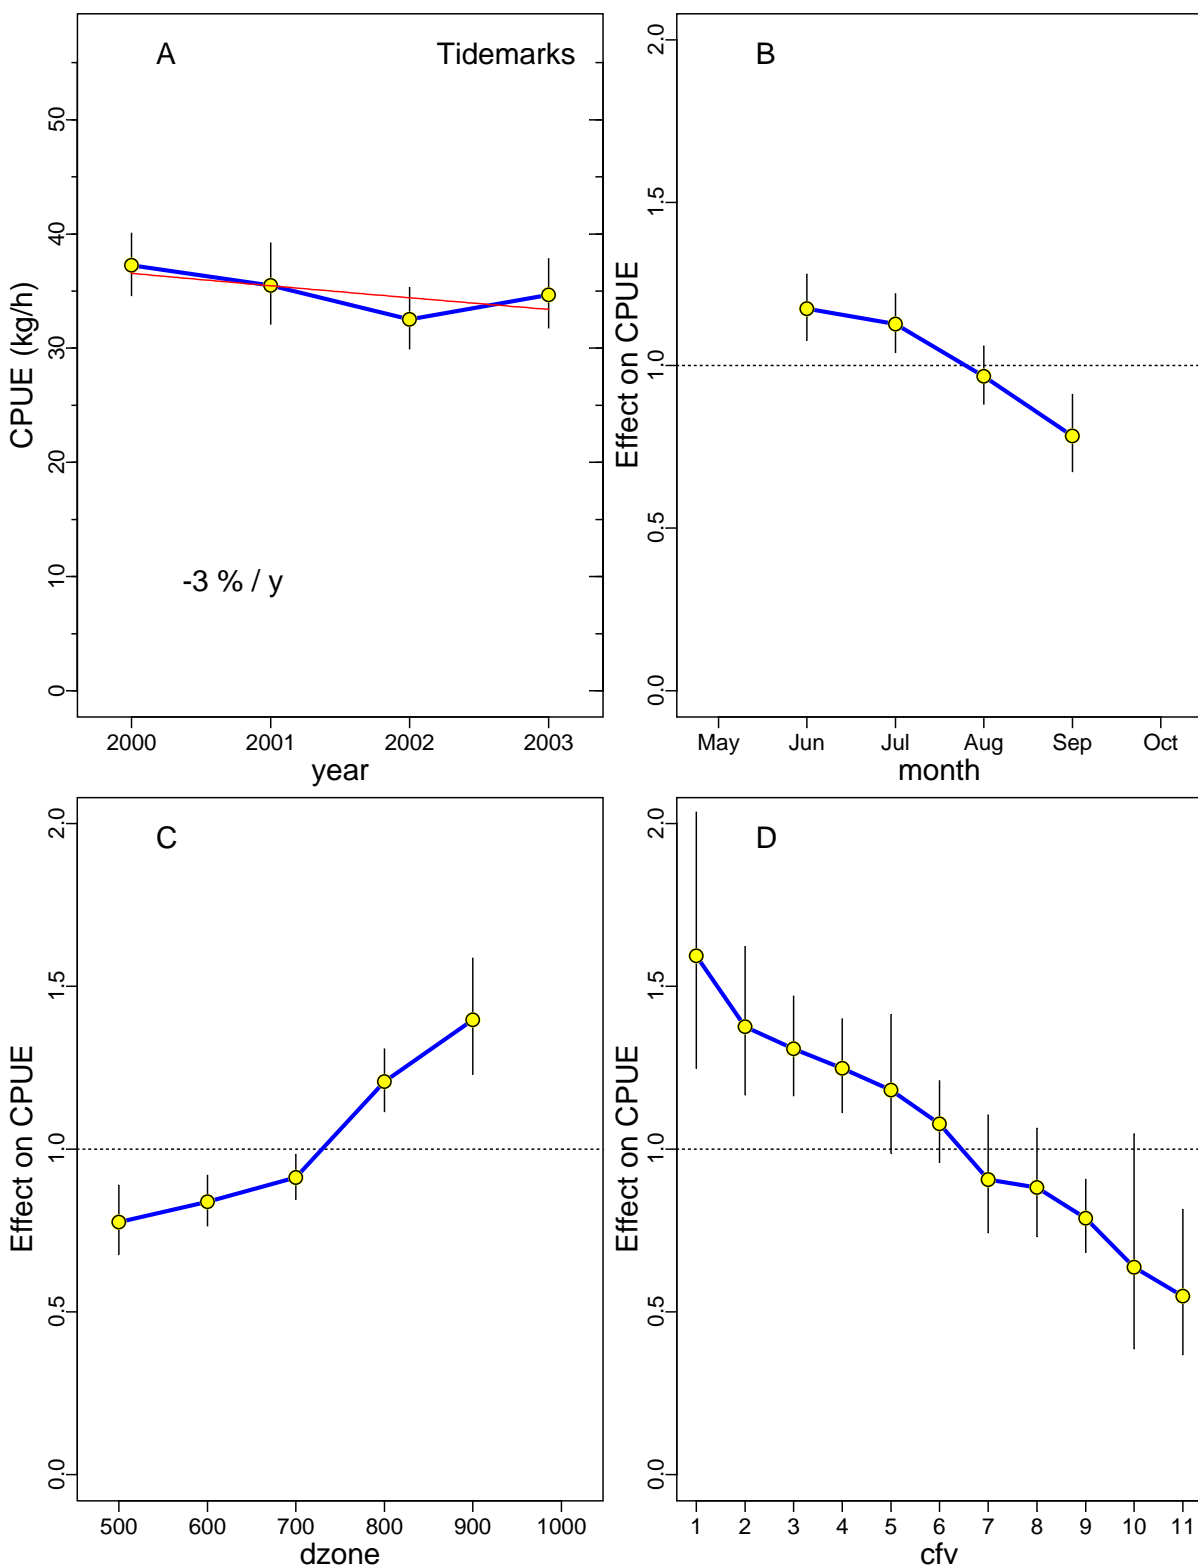 A
Tidemarks
CPUE (kg/h)
0 10 20 30 40 50
-3 % / y
2000 2001 2002 2003
year
B
Effect on CPUE
0.0 0.5 1.0 1.5 2.0
May Jun Jul Aug Sep Oct
month
C
Effect on CPUE
0.0 0.5 1.0 1.5 2.0
500 600 700 800 900 1000
dzone
D
Effect on CPUE
0.0 0.5 1.0 1.5 2.0
1 2 3 4 5 6 7 8 9 10 11
cfv